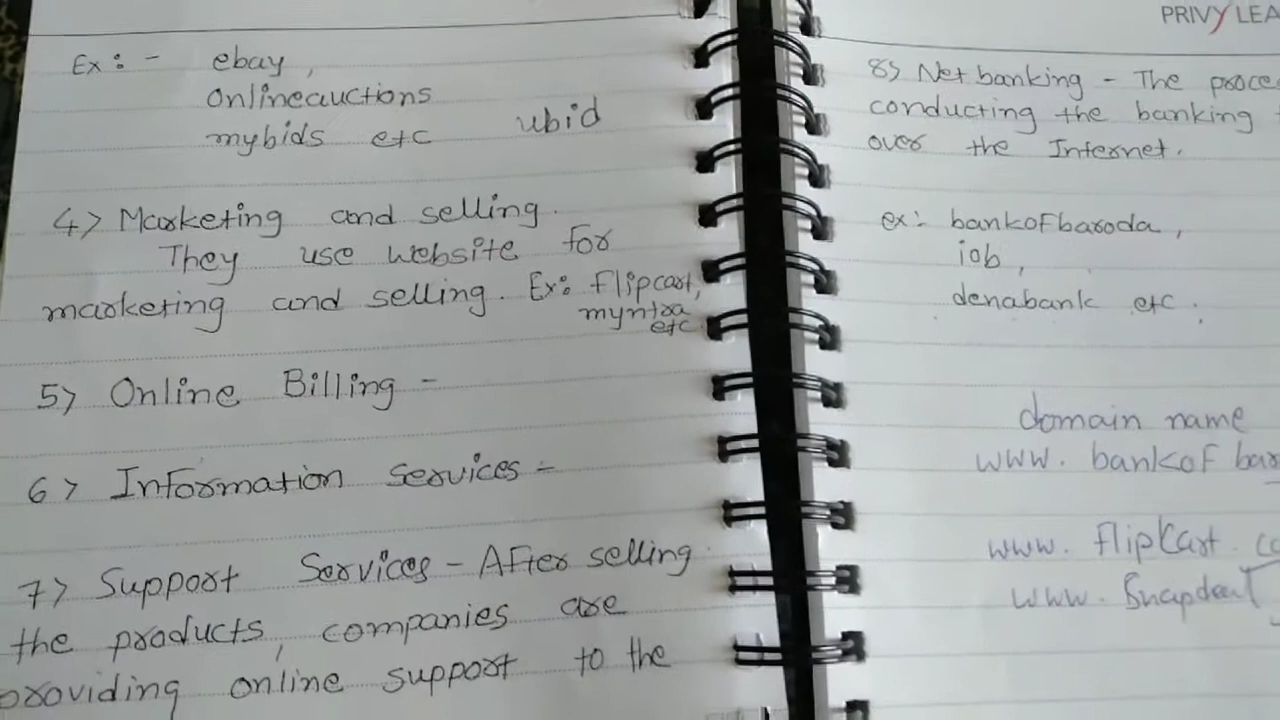 Ex:- ebay,
onlineauctions
mybids etc ubid
4> Marketing and selling.
They use website for
marketing and selling. Ex: Flipcart,
myntra
etc
5> Online Billing -
6> Information Services -
7> Support Services - After selling
the products, companies are
providing online support to the
PRIVY LEA
8> Net banking - The proce
conducting the banking
over the Internet.
ex: bankofbaroda,
iob,
denabank etc.
domain name
www. bankof bar
www. flipkart. co
www. Snapdeal